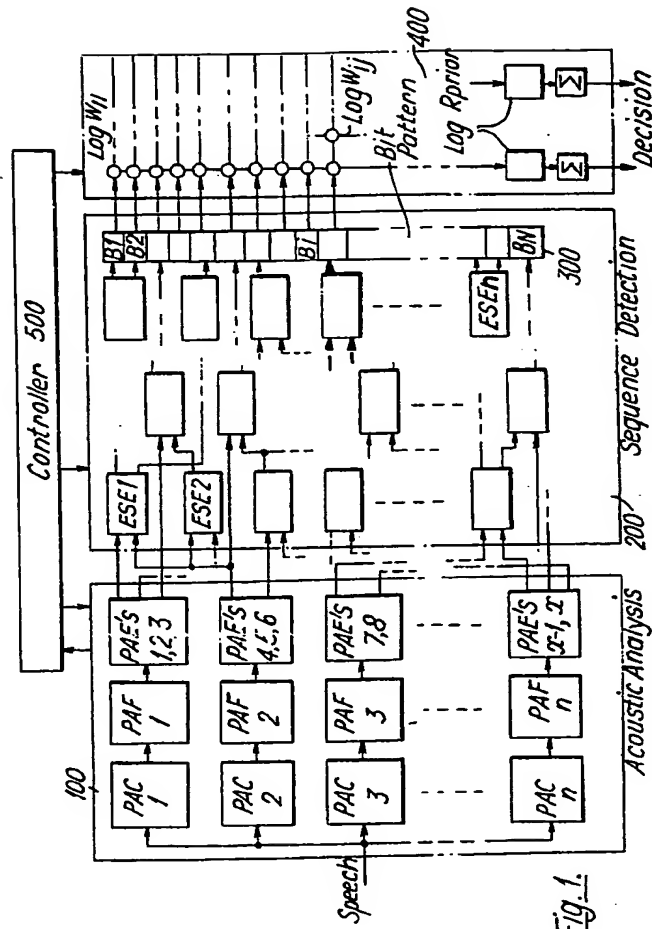 Controller 500
100
PAC 1
PAF 1
PAE'S 1,2,3
PAC 2
PAF 2
PAE'S 4,5,6
PAC 3
PAF 3
PAE'S 7,8
PAC n
PAF n
PAE'S x-1, x
Speech
Acoustic Analysis
ESE1
ESE2
ESEn
B1
B2
Bi
BN
300
200
Sequence Detection
Log W11
Log Wij
Bit Pattern
400
Log Rprior
Σ
Σ
Decision
Fig. 1.